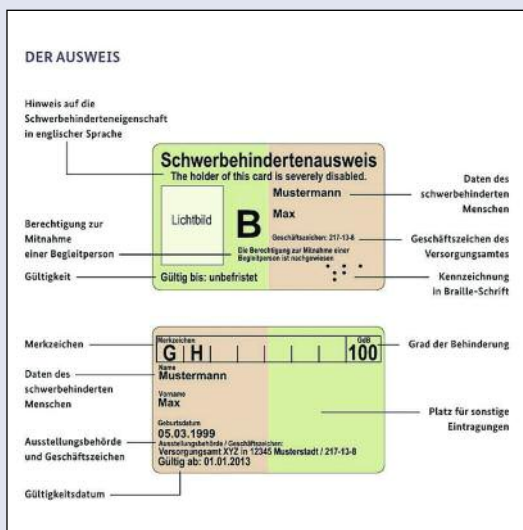 DER AUSWEIS
Hinweis auf die
Schwerbehinderteneigenschaft
in englischer Sprache
Schwerbehindertenausweis
The holder of this card is severely disabled.
Mustermann
Max
Lichtbild
B
Geschäftszeichen: 217-13-8
Die Berechtigung zur Mitnahme einer
Begleitperson ist nachgewiesen
Gültig bis: unbefristet
Daten des
schwerbehinderten
Menschen
Berechtigung zur
Mitnahme
einer Begleitperson
Geschäftszeichen des
Versorgungsamtes
Gültigkeit
Kennzeichnung
in Braille-Schrift
Merkzeichen
Merkzeichen
G H
GdB
100
Grad der Behinderung
Daten des
schwerbehinderten
Menschen
Name
Mustermann
Vorname
Max
Geburtsdatum
05.03.1999
Ausstellungsbehörde / Geschäftszeichen:
Versorgungsamt XYZ in 12345 Musterstadt / 217-13-8
Gültig ab: 01.01.2013
Platz für sonstige
Eintragungen
Ausstellungsbehörde
und Geschäftszeichen
Gültigkeitsdatum